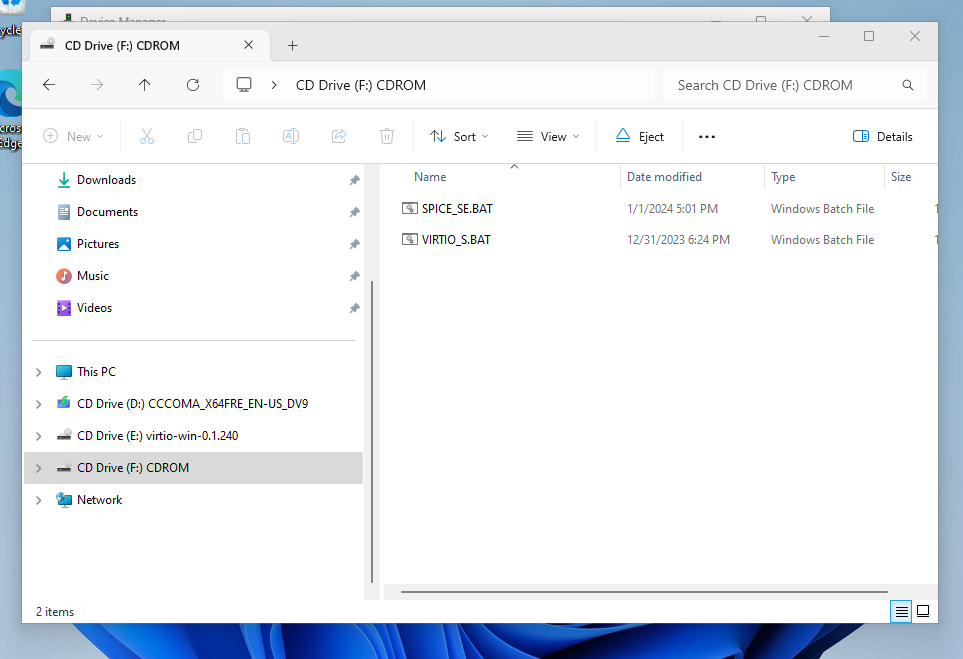 Device Manager
CD Drive (F:) CDROM
CD Drive (F:) CDROM
Search CD Drive (F:) CDROM
New
Sort
View
Eject
Details
Downloads
Documents
Pictures
Music
Videos
This PC
CD Drive (D:) CCCOMA_X64FRE_EN-US_DV9
CD Drive (E:) virtio-win-0.1.240
CD Drive (F:) CDROM
Network
Name Date modified Type Size
SPICE_SE.BAT 1/1/2024 5:01 PM Windows Batch File 1
VIRTIO_S.BAT 12/31/2023 6:24 PM Windows Batch File 1
2 items
ycle
cros
Edge